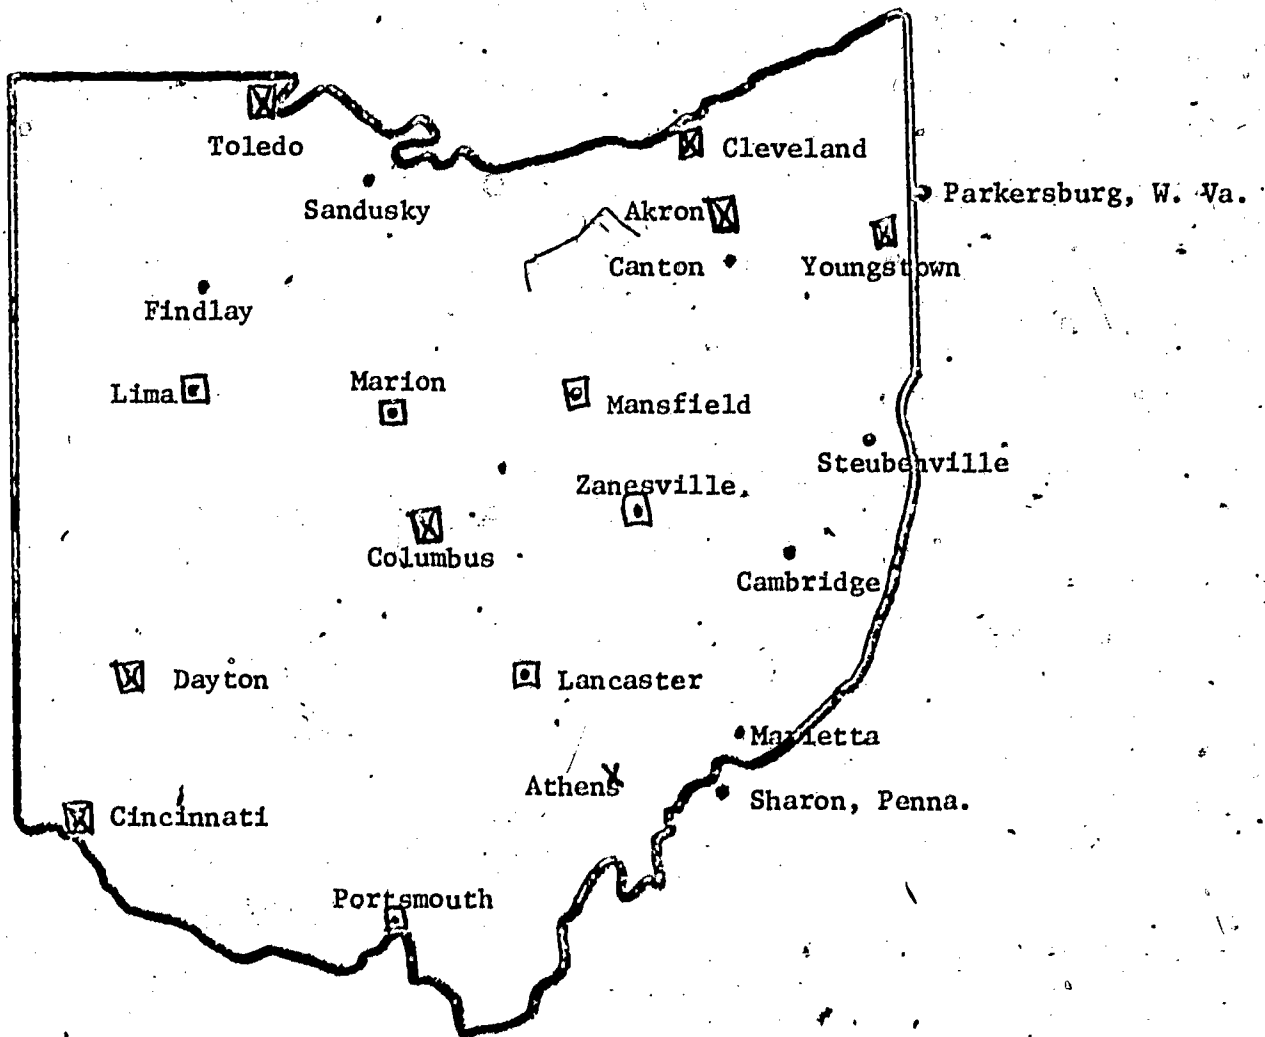 Toledo
Cleveland
Sandusky
Akron
Parkersburg, W. Va.
Canton
Youngstown
Findlay
Lima
Marion
Mansfield
Steubenville
Zanesville
Columbus
Cambridge
Dayton
Lancaster
Marietta
Athens
Sharon, Penna.
Cincinnati
Portsmouth